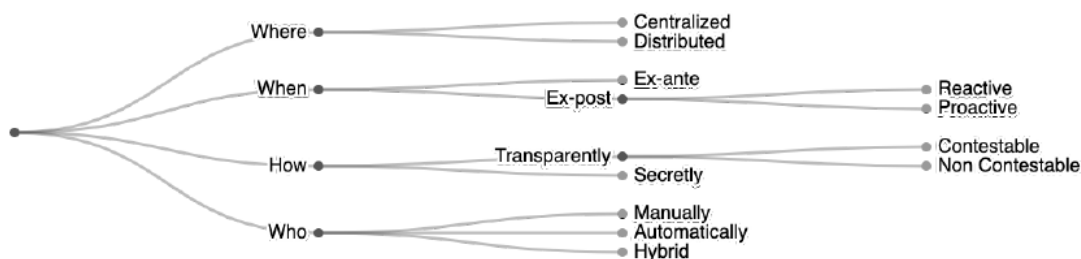 Where
Centralized
Distributed
When
Ex-ante
Ex-post
Reactive
Proactive
How
Transparently
Contestable
Non Contestable
Secretly
Who
Manually
Automatically
Hybrid